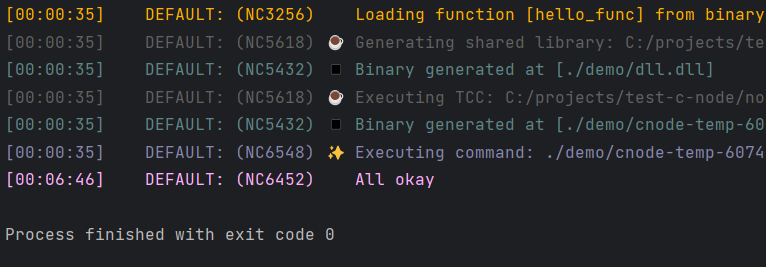 [00:00:35] DEFAULT: (NC3256) Loading function [hello_func] from binary
[00:00:35] DEFAULT: (NC5618) ☕ Generating shared library: C:/projects/te
[00:00:35] DEFAULT: (NC5432) ◼ Binary generated at [./demo/dll.dll]
[00:00:35] DEFAULT: (NC5618) ☕ Executing TCC: C:/projects/test-c-node/no
[00:00:35] DEFAULT: (NC5432) ◼ Binary generated at [./demo/cnode-temp-60
[00:00:35] DEFAULT: (NC6548) ✨ Executing command: ./demo/cnode-temp-6074
[00:06:46] DEFAULT: (NC6452) All okay
Process finished with exit code 0